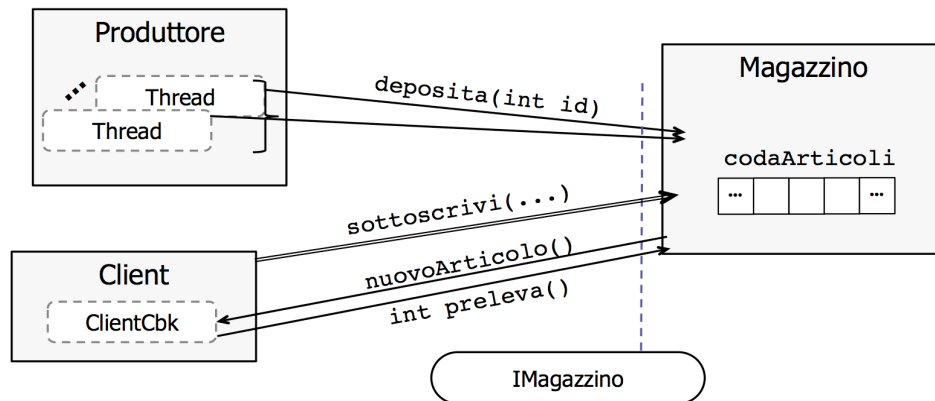 Produttore
Thread
Thread
deposita(int id)
Magazzino
codaArticoli
... ...
sottoscrivi(...)
Client
ClientCbk
nuovoArticolo()
int preleva()
IMagazzino